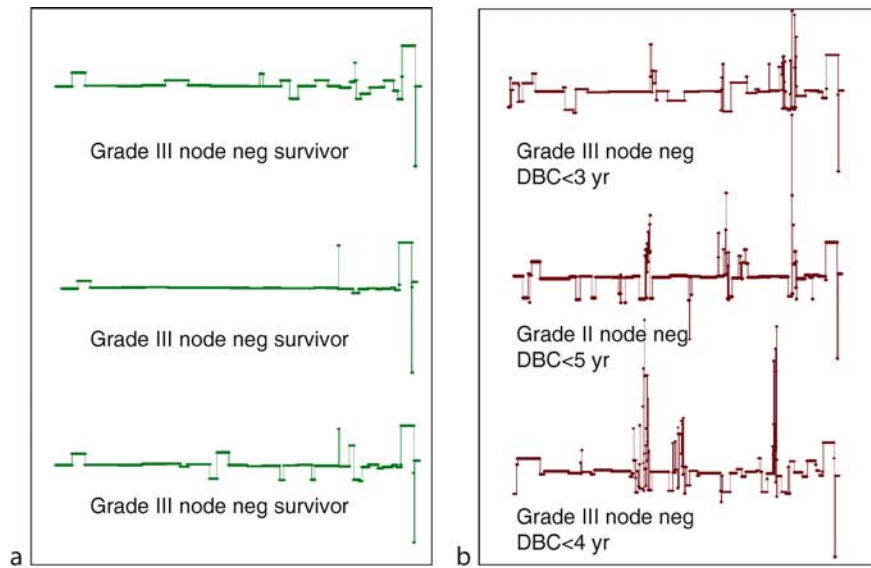 Grade III node neg survivor
Grade III node neg survivor
Grade III node neg survivor
a
Grade III node neg
DBC<3 yr
Grade II node neg
DBC<5 yr
Grade III node neg
DBC<4 yr
b